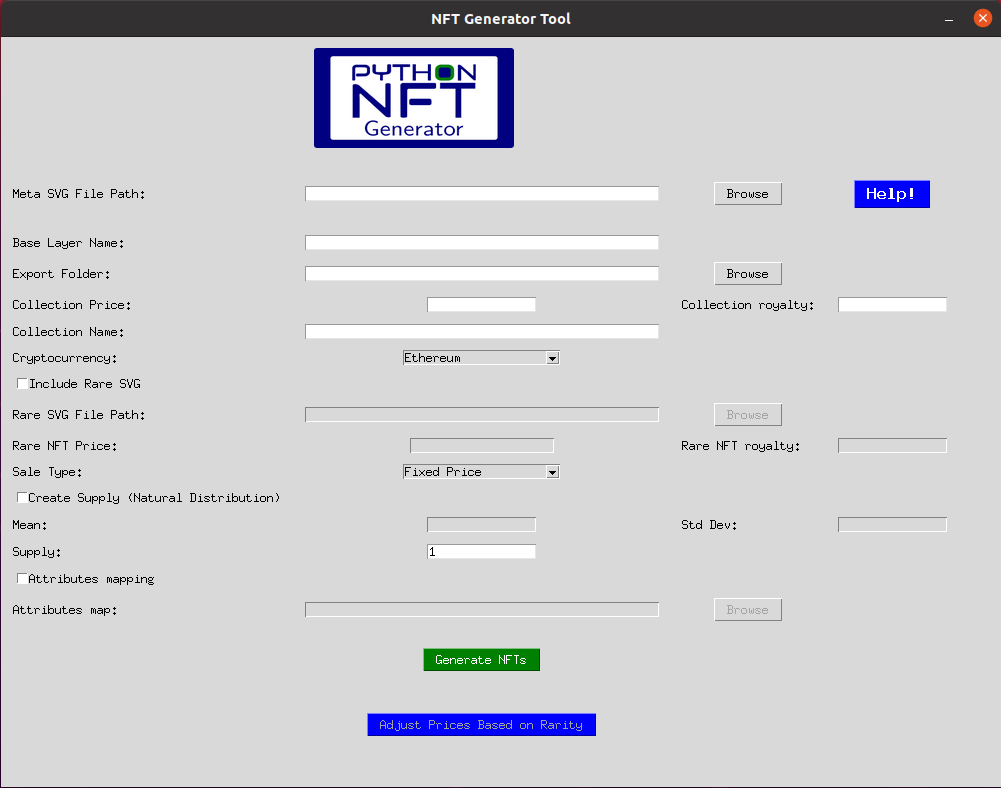 NFT Generator Tool
PYTHON
NFT
Generator
Meta SVG File Path: Browse Help!
Base Layer Name:
Export Folder: Browse
Collection Price: Collection royalty:
Collection Name:
Cryptocurrency: Ethereum
Include Rare SVG
Rare SVG File Path: Browse
Rare NFT Price: Rare NFT royalty:
Sale Type: Fixed Price
Create Supply (Natural Distribution)
Mean: Std Dev:
Supply: 1
Attributes mapping
Attributes map: Browse
Generate NFTs
Adjust Prices Based on Rarity